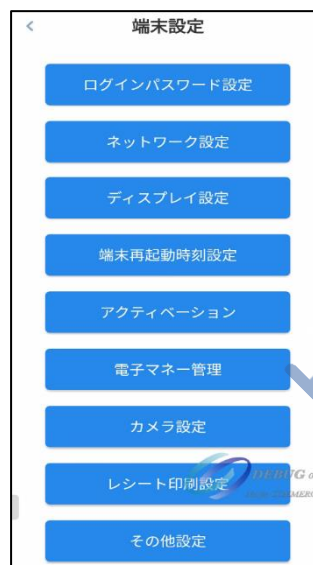 端末設定
ログインパスワード設定
ネットワーク設定
ディスプレイ設定
端末再起動時刻設定
アクティベーション
電子マネー管理
カメラ設定
DEBUG
レシート印刷設定
その他設定